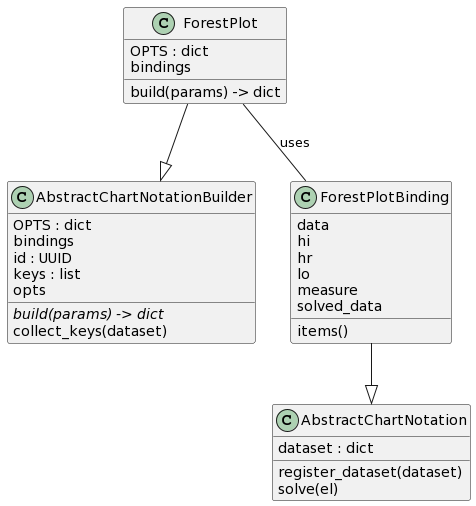 C ForestPlot
OPTS : dict
bindings
build(params) -> dict
uses
C AbstractChartNotationBuilder
OPTS : dict
bindings
id : UUID
keys : list
opts
build(params) -> dict
collect_keys(dataset)
C ForestPlotBinding
data
hi
hr
lo
measure
solved_data
items()
C AbstractChartNotation
dataset : dict
register_dataset(dataset)
solve(el)